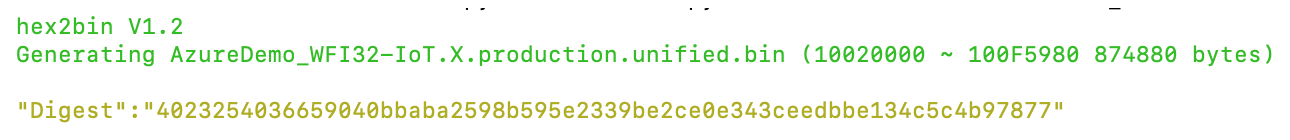 hex2bin V1.2
Generating AzureDemo_WFI32-IoT.X.production.unified.bin (10020000 ~ 100F5980 874880 bytes)
"Digest":"4023254036659040bbaba2598b595e2339be2ce0e343ceedbbe134c5c4b97877"